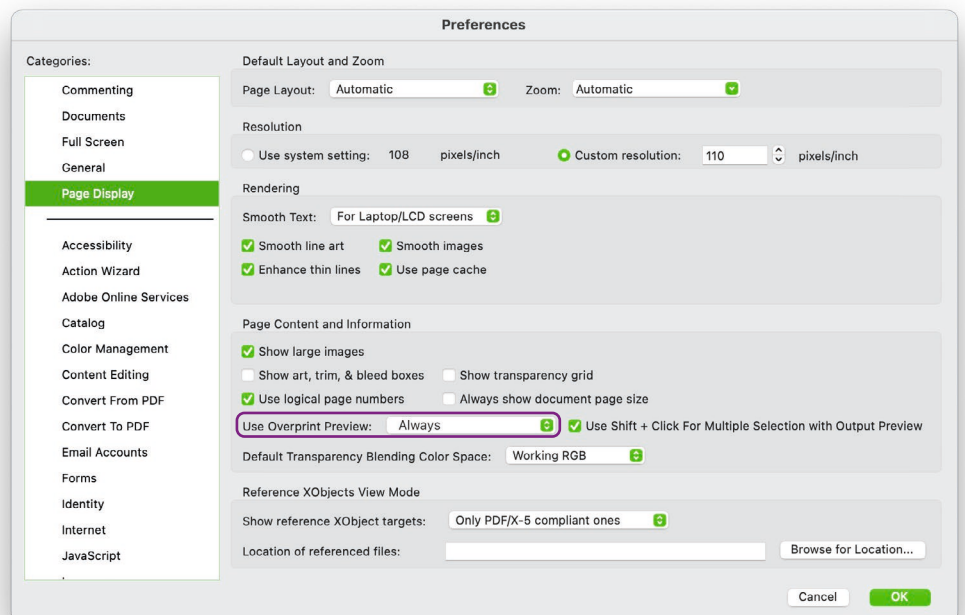 Preferences
Categories:
Commenting
Documents
Full Screen
General
Page Display
Accessibility
Action Wizard
Adobe Online Services
Catalog
Color Management
Content Editing
Convert From PDF
Convert To PDF
Email Accounts
Forms
Identity
Internet
JavaScript
Default Layout and Zoom
Page Layout: Automatic Zoom: Automatic
Resolution
Use system setting: 108 pixels/inch Custom resolution: 110 pixels/inch
Rendering
Smooth Text: For Laptop/LCD screens
Smooth line art Smooth images
Enhance thin lines Use page cache
Page Content and Information
Show large images
Show art, trim, & bleed boxes Show transparency grid
Use logical page numbers Always show document page size
Use Overprint Preview: Always Use Shift + Click For Multiple Selection with Output Preview
Default Transparency Blending Color Space: Working RGB
Reference XObjects View Mode
Show reference XObject targets: Only PDF/X-5 compliant ones
Location of referenced files: Browse for Location...
Cancel OK